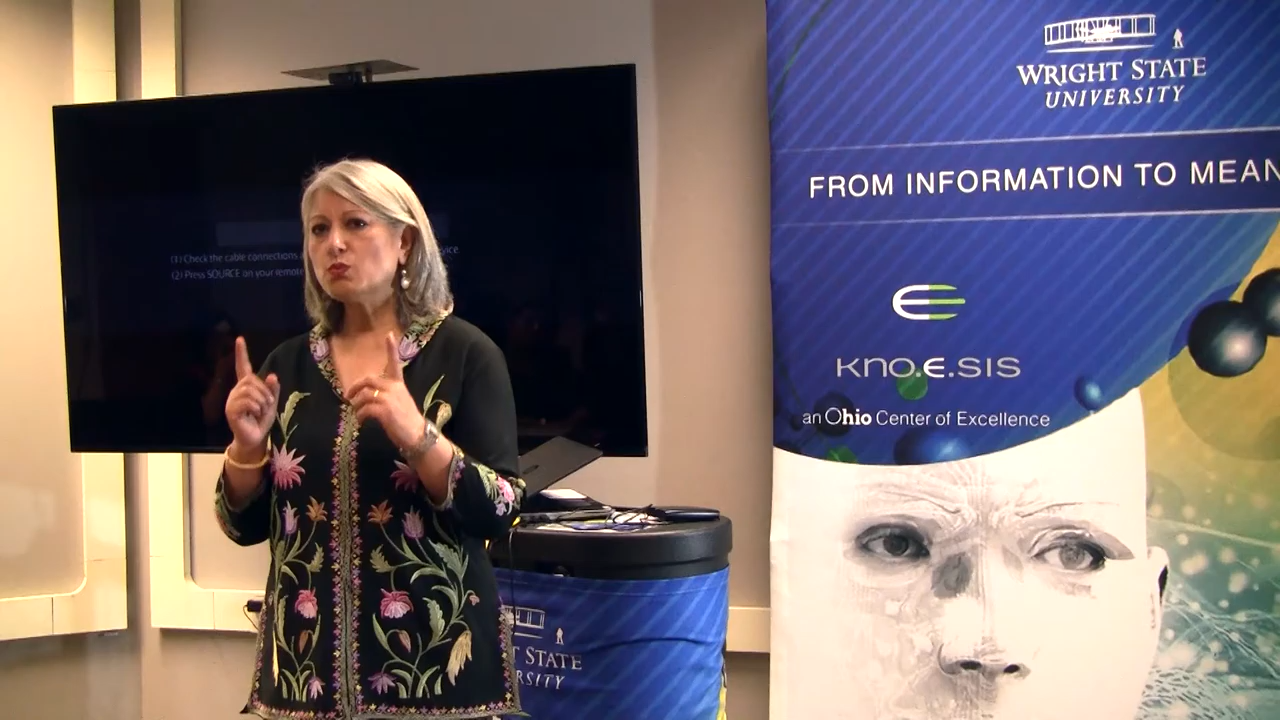 (1) Check the cable connections
(2) Press SOURCE on your remote
WRIGHT STATE
UNIVERSITY
FROM INFORMATION TO MEAN
KNO.E.SIS
an Ohio Center of Excellence
STATE